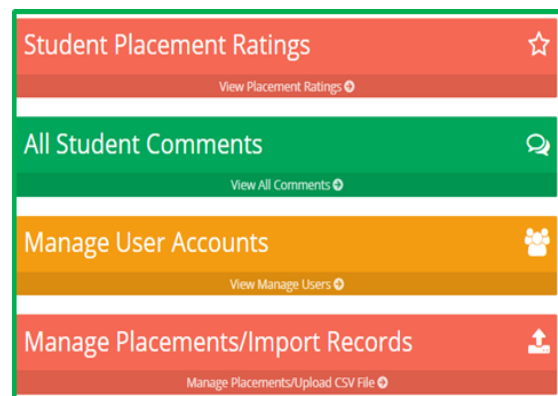 Student Placement Ratings
View Placement Ratings
All Student Comments
View All Comments
Manage User Accounts
View Manage Users
Manage Placements/Import Records
Manage Placements/Upload CSV File